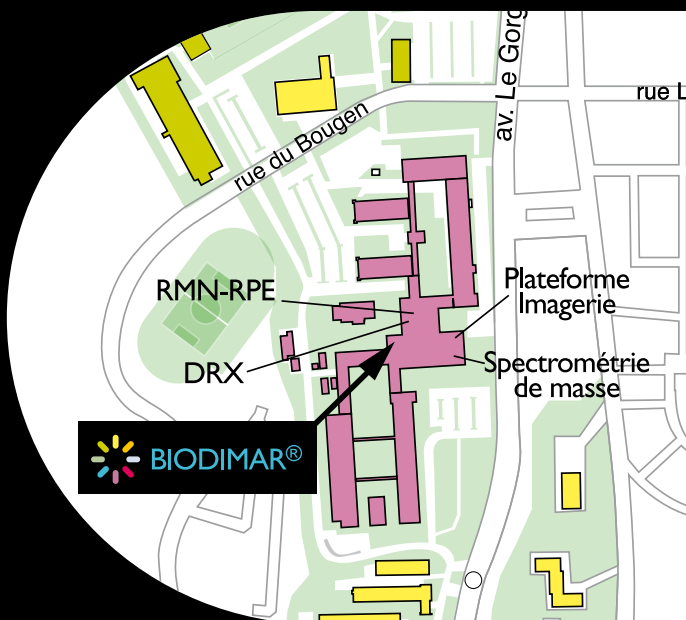 av. Le Gorg
rue L
rue du Bougen
RMN-RPE
Plateforme
Imagerie
DRX
Spectrométrie
de masse
BIODIMAR®